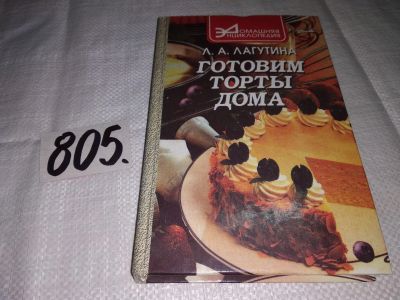 ДОМАШНЯЯ
ЭНЦИКЛОПЕДИЯ
Л. А. ЛАГУТИНА
ГОТОВИМ
ТОРТЫ
ДОМА
805.